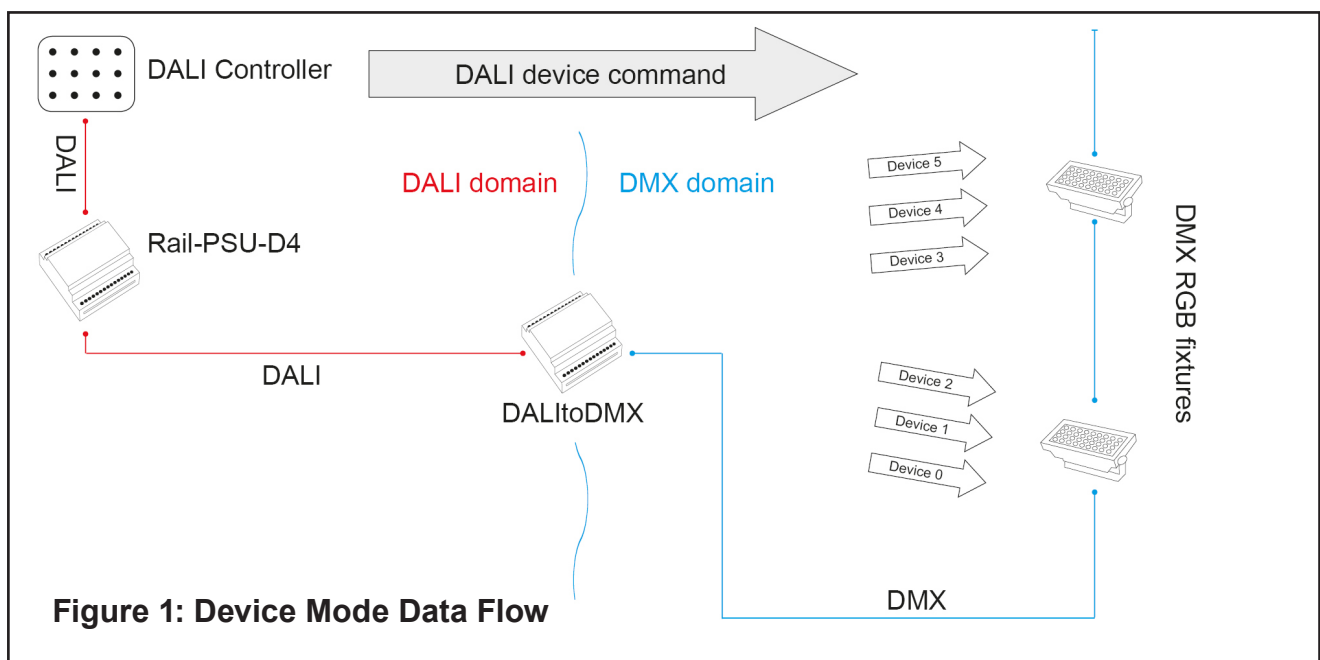 DALI Controller
DALI device command
DALI
DALI domain
DMX domain
Device 5
Device 4
Device 3
Rail-PSU-D4
DMX RGB fixtures
DALI
DALItoDMX
Device 2
Device 1
Device 0
DMX
Figure 1: Device Mode Data Flow